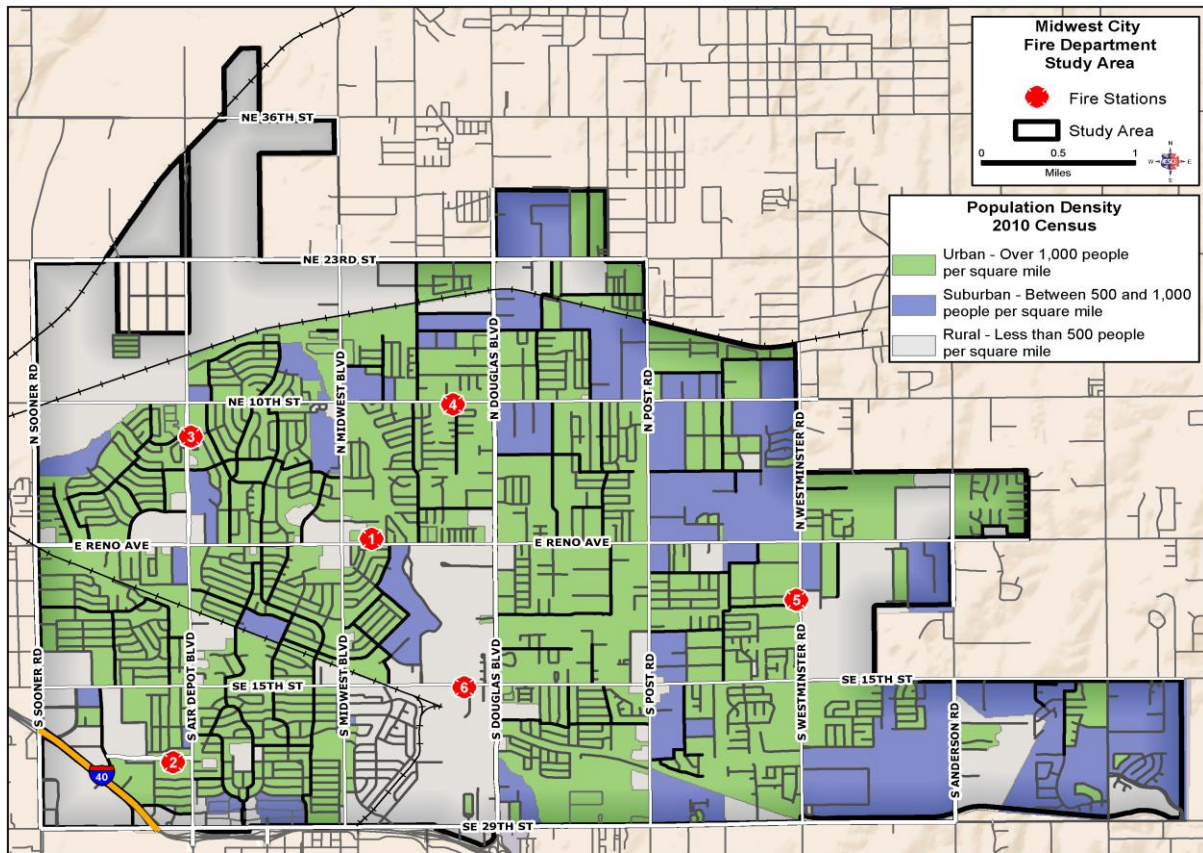 Midwest City
Fire Department
Study Area
Fire Stations
Study Area
0 0.5 1
Miles
N
W E
S
Population Density
2010 Census
Urban - Over 1,000 people
per square mile
Suburban - Between 500 and 1,000
people per square mile
Rural - Less than 500 people
per square mile
NE 36TH ST
NE 23RD ST
N SOONER RD
N MIDWEST BLVD
N DOUGLAS BLVD
N POST RD
N WESTMINSTER RD
NE 10TH ST
4
3
1
E RENO AVE
E RENO AVE
5
S SOONER RD
S AIR DEPOT BLVD
S MIDWEST BLVD
S DOUGLAS BLVD
S POST RD
S WESTMINSTER RD
S ANDERSON RD
SE 15TH ST
6
SE 15TH ST
2
40
SE 29TH ST